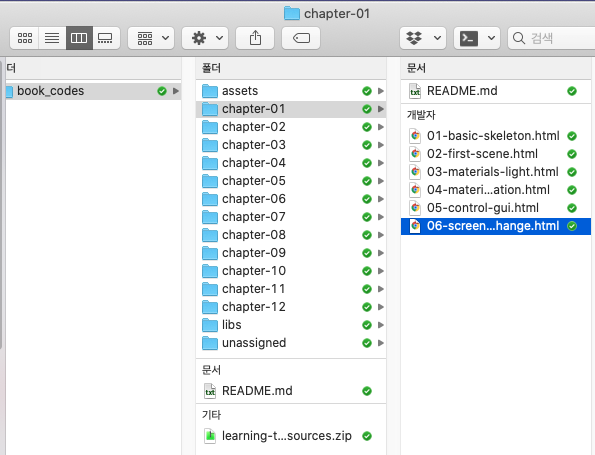 chapter-01
검색
더
book_codes
폴더
assets
chapter-01
chapter-02
chapter-03
chapter-04
chapter-05
chapter-06
chapter-07
chapter-08
chapter-09
chapter-10
chapter-11
chapter-12
libs
unassigned
문서
README.md
기타
learning-t...sources.zip
문서
README.md
개발자
01-basic-skeleton.html
02-first-scene.html
03-materials-light.html
04-materi...ation.html
05-control-gui.html
06-screen...hange.html